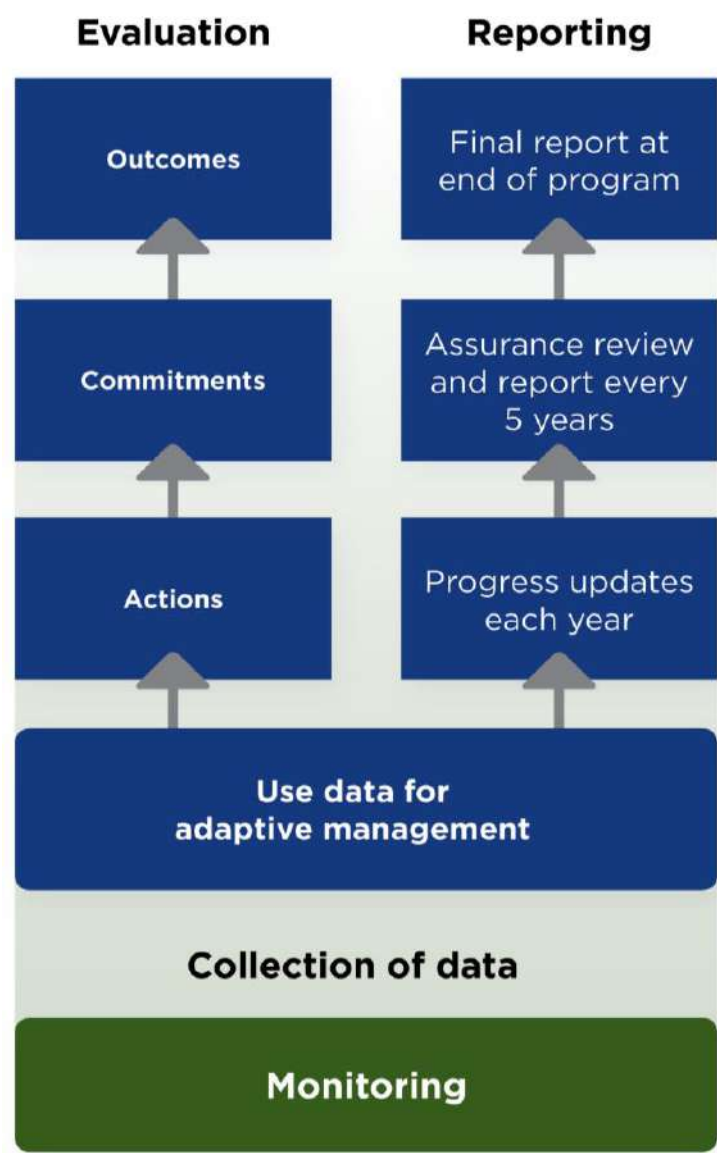 Evaluation
Reporting
Outcomes
Final report at
end of program
Commitments
Assurance review
and report every
5 years
Actions
Progress updates
each year
Use data for
adaptive management
Collection of data
Monitoring